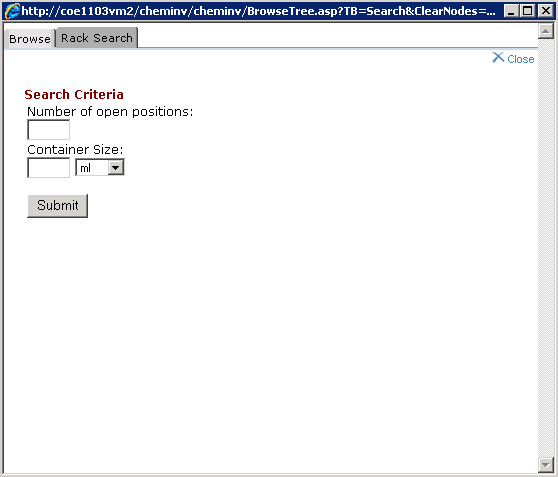 http://coe1103vm2/cheminv/cheminv/BrowseTree.asp?TB=Search&ClearNodes=...
Browse Rack Search
Close
Search Criteria
Number of open positions:
Container Size:
ml
Submit